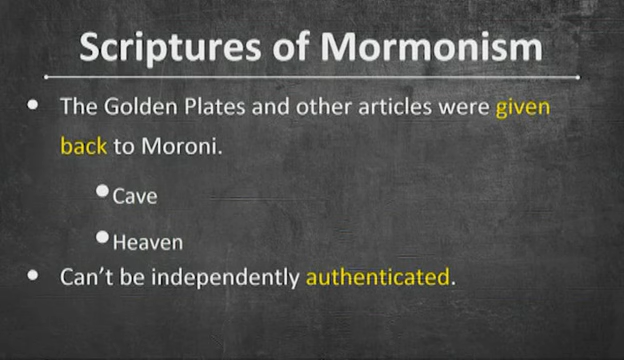 Scriptures of Mormonism
• The Golden Plates and other articles were given
back to Moroni.
• Cave
• Heaven
• Can't be independently authenticated.